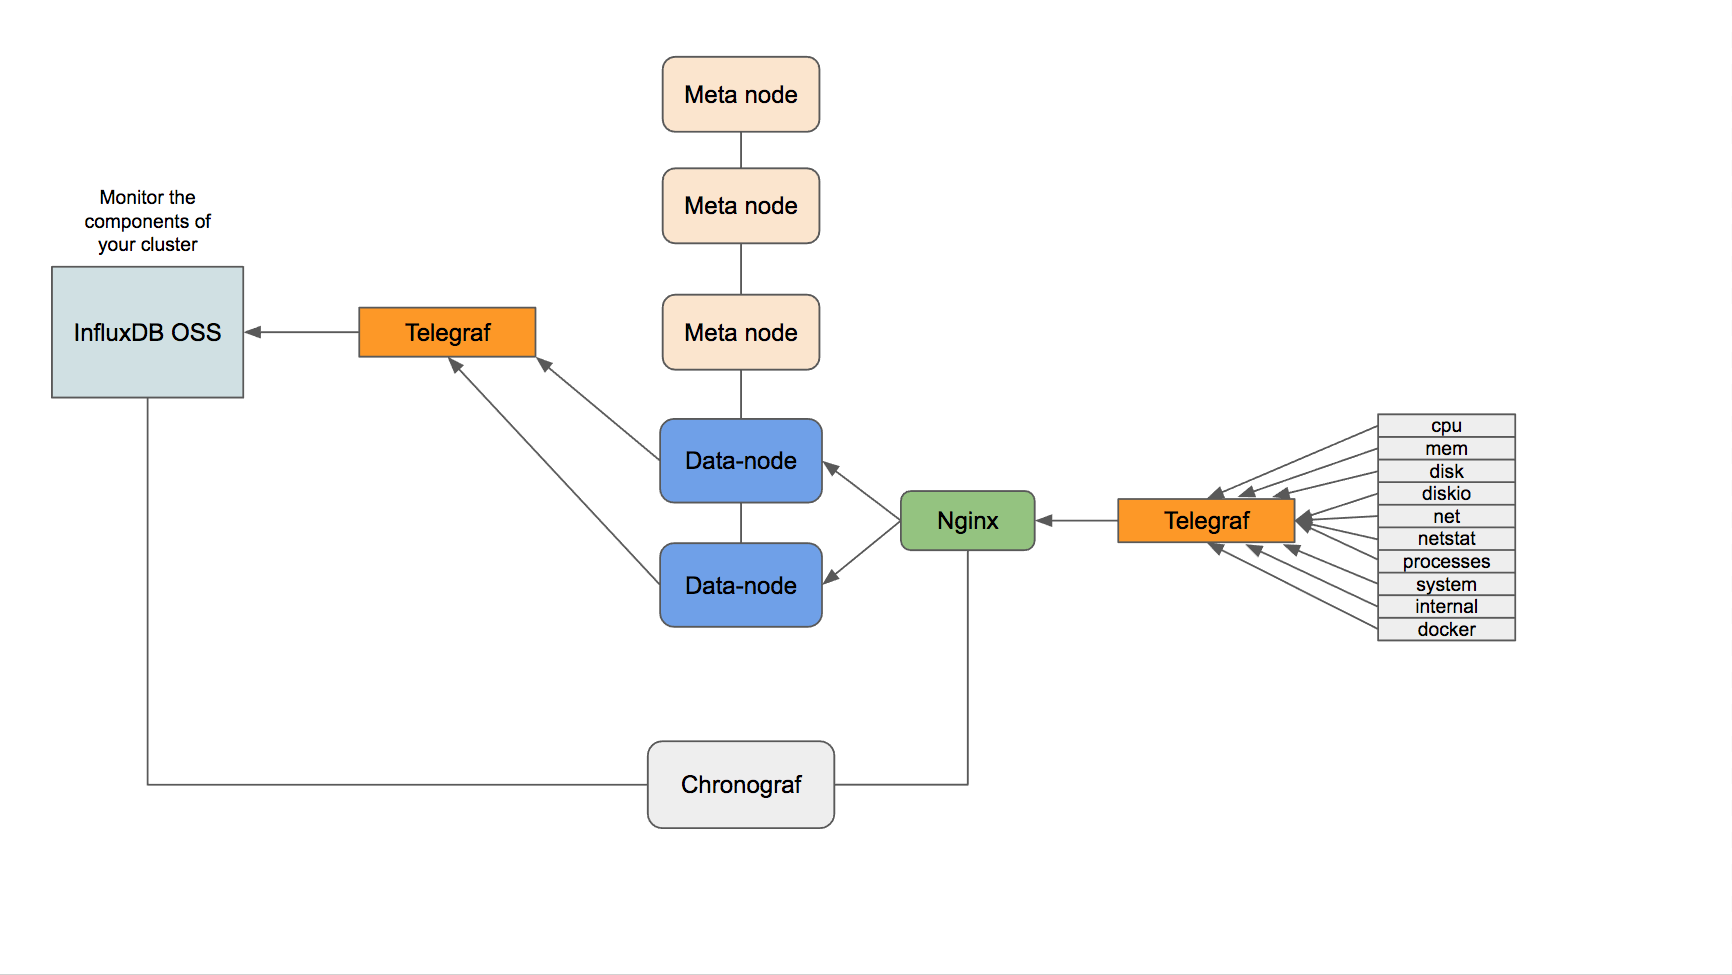 Meta node
Meta node
Monitor the
components of
your cluster
InfluxDB OSS
Telegraf
Meta node
Data-node
Data-node
Nginx
Telegraf
cpu
mem
disk
diskio
net
netstat
processes
system
internal
docker
Chronograf